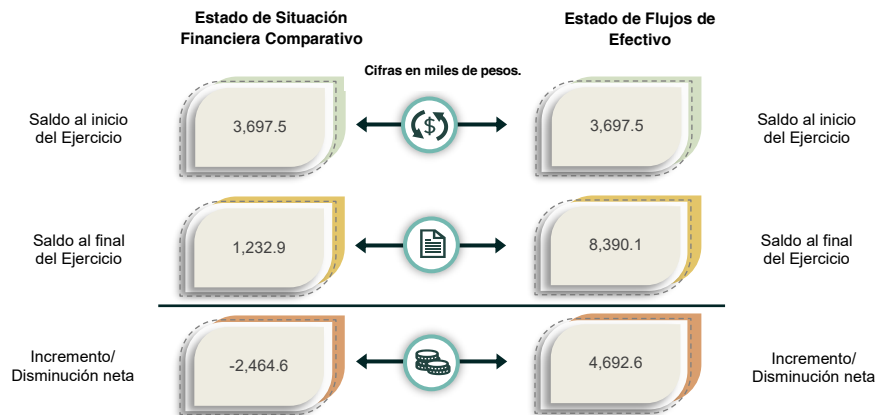 Estado de Situación
Financiera Comparativo
Estado de Flujos de
Efectivo
Cifras en miles de pesos.
Saldo al inicio
del Ejercicio
3,697.5
3,697.5
Saldo al inicio
del Ejercicio
Saldo al final
del Ejercicio
1,232.9
8,390.1
Saldo al final
del Ejercicio
Incremento/
Disminución neta
-2,464.6
4,692.6
Incremento/
Disminución neta